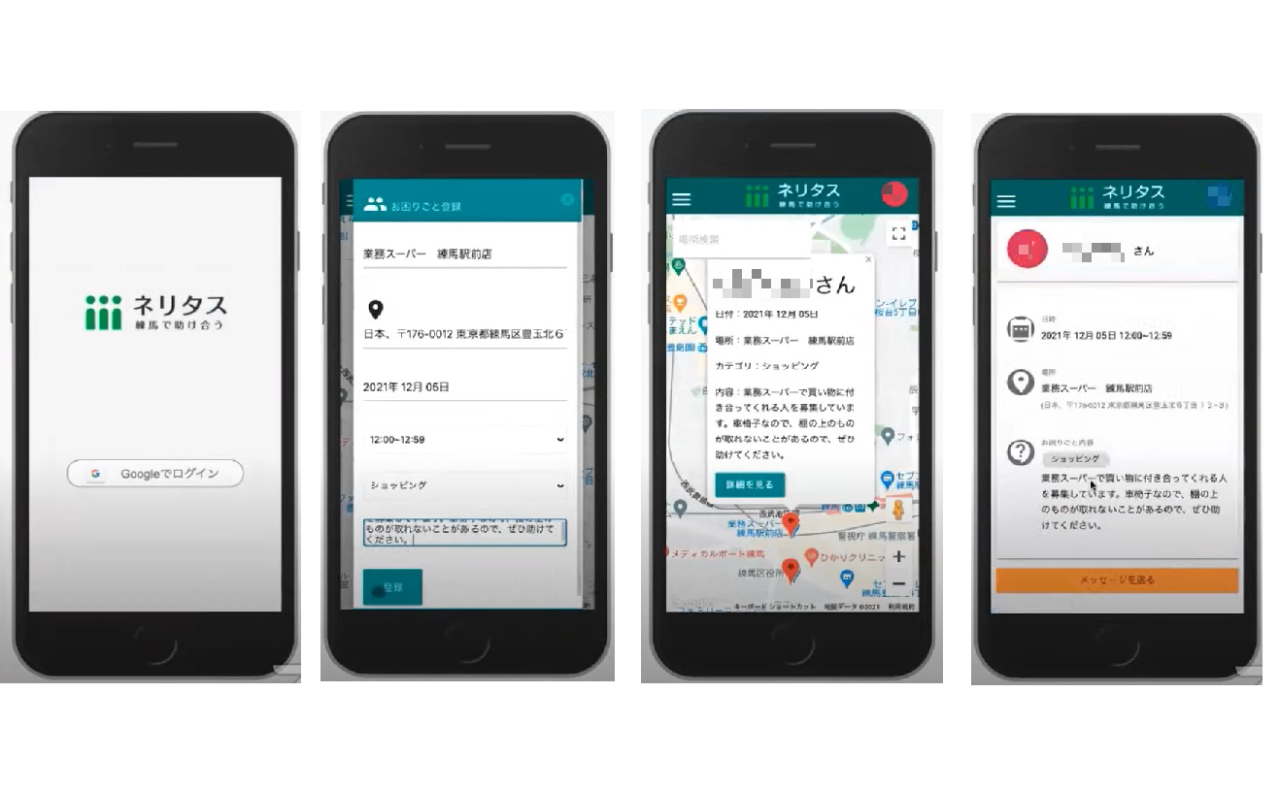 ネリタス
練馬で助け合う
Googleでログイン
お困りごと登録
業務スーパー　練馬駅前店
日本、〒176-0012 東京都練馬区豊玉北６
2021年 12月 05日
12:00~12:59
ショッピング
ものが取れないことがあるので、ぜひ助けて
ください。
登録
ネリタス
練馬で助け合う
場所検索
さん
日付：2021年 12月 05日
場所：業務スーパー　練馬駅前店
カテゴリ：ショッピング
内容：業務スーパーで買い物に付
き合ってくれる人を募集していま
す。車椅子なので、棚の上のもの
が取れないことがあるので、ぜひ
助けてください。
詳細を見る
業務スーパー
練馬駅前店
警視庁 練馬警察署
メディカルポート練馬
ひかりクリニッ
練馬区役所
キーボード ショートカット
地図データ ©2021
利用規約
ネリタス
練馬で助け合う
さん
日時
2021年 12月 05日 12:00~12:59
場所
業務スーパー　練馬駅前店
(日本、〒176-0012 東京都練馬区豊玉北６丁目１３−８)
お困りごと内容
ショッピング
業務スーパーで買い物に付き合ってくれる人
を募集しています。車椅子なので、棚の上
のものが取れないことがあるので、ぜひ助
けてください。
メッセージを送る